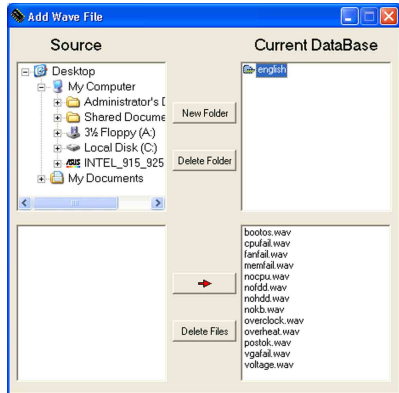 Add Wave File
Source
Current DataBase
Desktop
My Computer
Administrator's D
Shared Docume
3½ Floppy (A:)
Local Disk (C:)
INTEL_915_925
My Documents
New Folder
Delete Folder
english
Delete Files
bootos.wav
cpufail.wav
fanfail.wav
memfail.wav
nocpu.wav
nofdd.wav
nohdd.wav
nokb.wav
overclock.wav
overheat.wav
postok.wav
vgafail.wav
voltage.wav